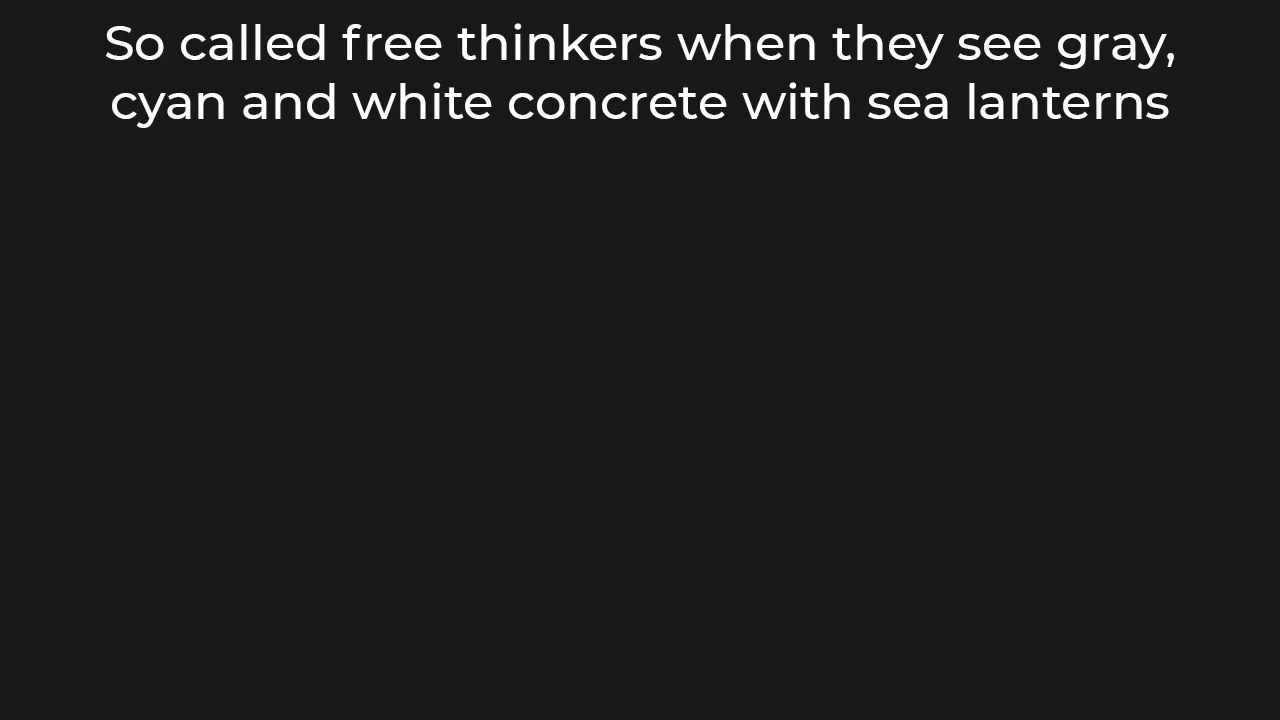 So called free thinkers when they see gray,
cyan and white concrete with sea lanterns